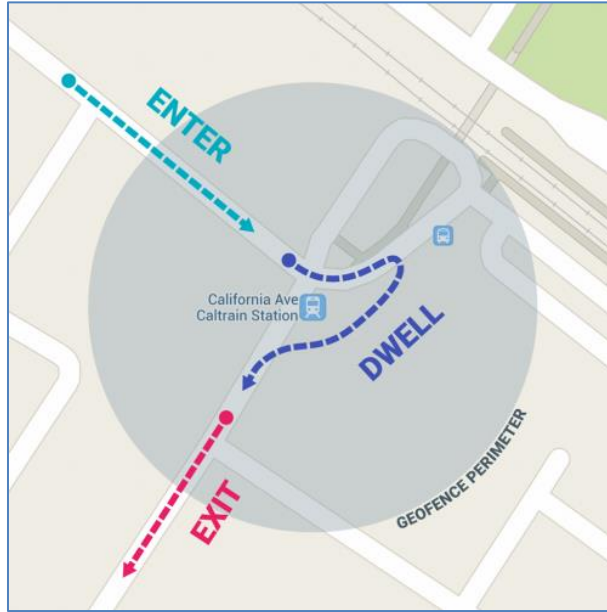 ENTER
California Ave
Caltrain Station
DWELL
EXIT
GEOFENCE PERIMETER